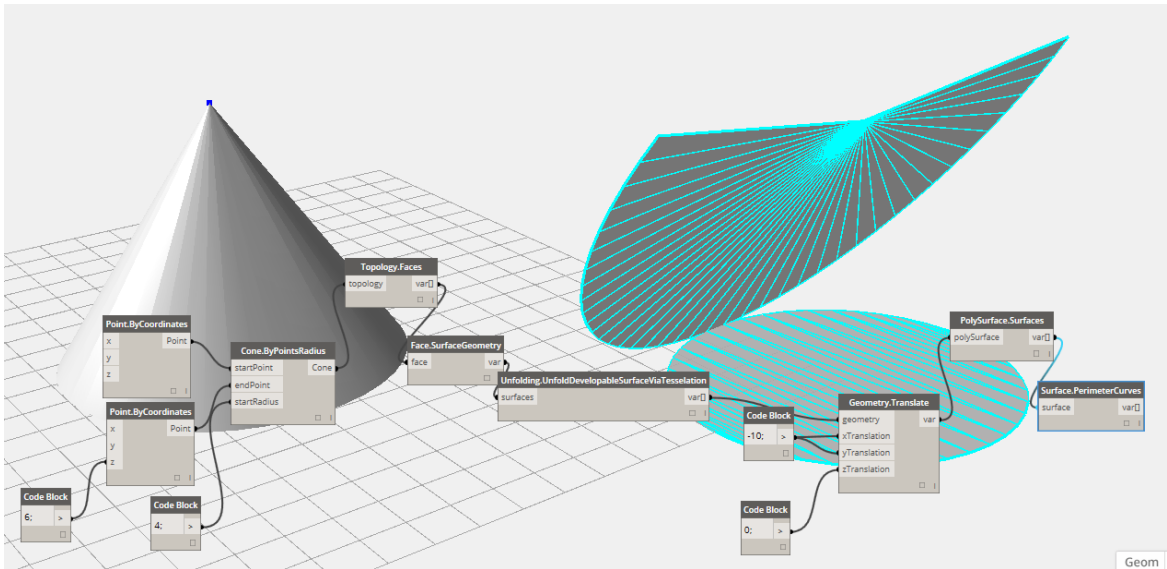 Topology.Faces
topology var[]
Point.ByCoordinates
x Point
y
z
Cone.ByPointsRadius
startPoint Cone
endPoint
startRadius
Face.SurfaceGeometry
face var
Unfolding.UnfoldDevelopableSurfaceViaTesselation
surfaces var[]
PolySurface.Surfaces
polySurface var[]
Surface.PerimeterCurves
surface var[]
Geometry.Translate
geometry var
xTranslation
yTranslation
zTranslation
Code Block
-10; >
Point.ByCoordinates
x Point
y
z
Code Block
6; >
Code Block
4; >
Code Block
0; >
Geom